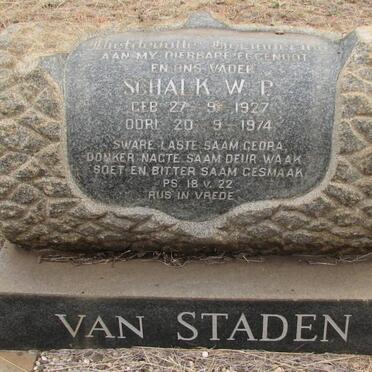 Liefdevolle Herinnering
AAN MY DIERBARE EGGENOOT
EN ONS VADER
SCHALK W. P.
GEB 27 - 9 - 1927
OORL 20 - 9 - 1974
SWARE LASTE SAAM GEDRA,
DONKER NAGTE SAAM DEUR WAAK,
SOET EN BITTER SAAM GESMAAK
PS. 18 v. 22
RUS IN VREDE
VAN STADEN